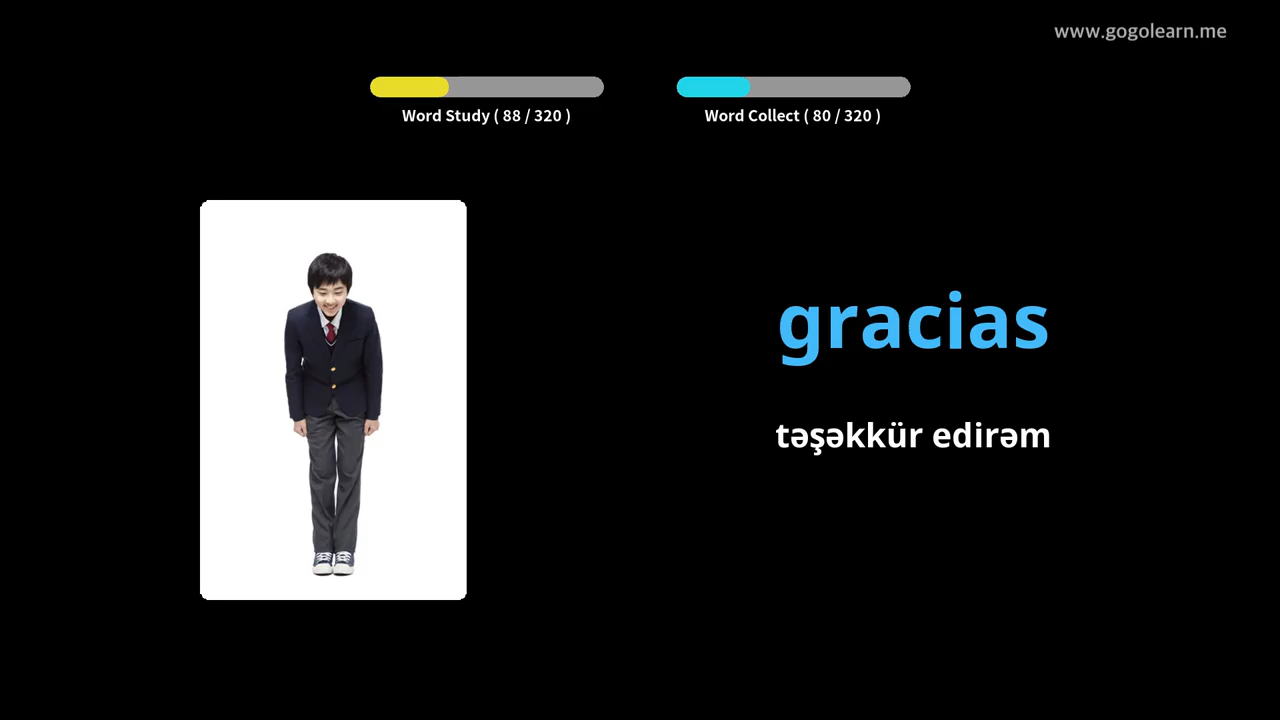 www.gogolearn.me
Word Study ( 88 / 320 )
Word Collect ( 80 / 320 )
gracias
təşəkkür edirəm